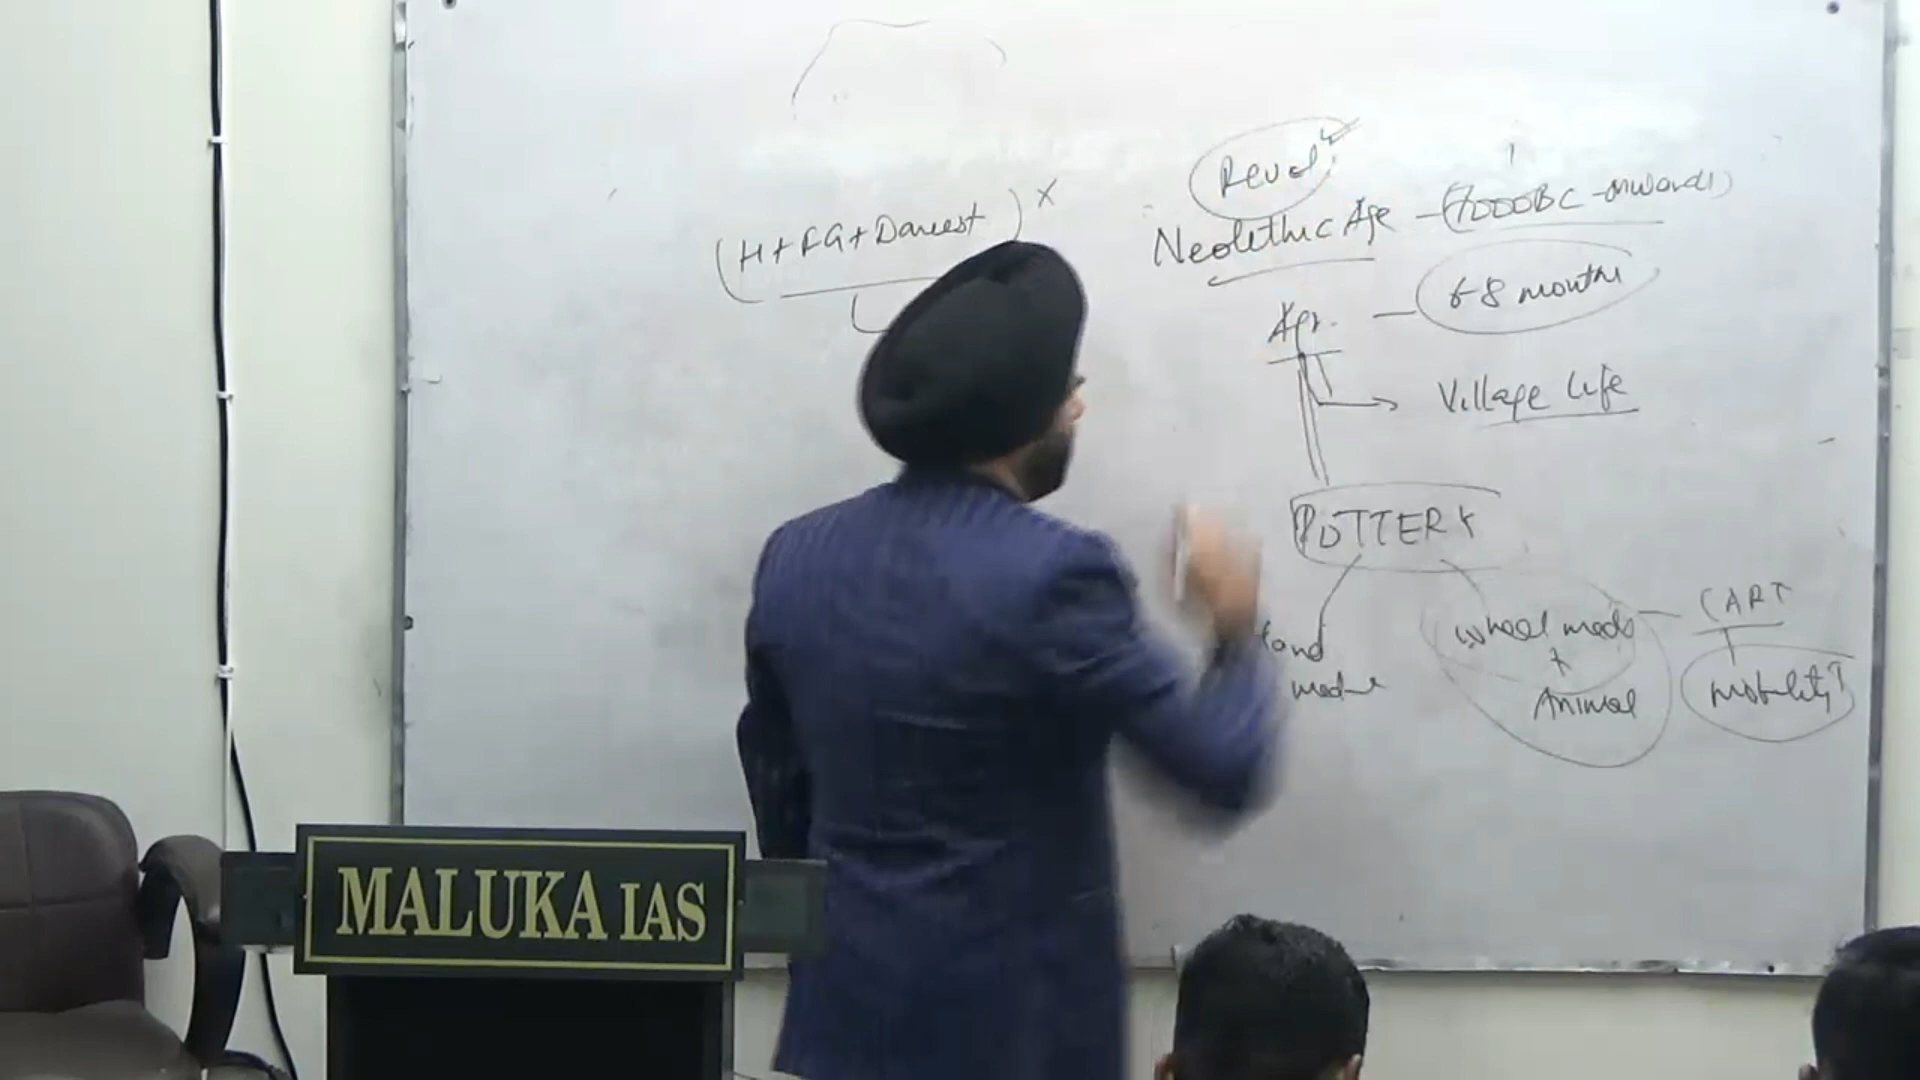 (H+FG+Domest) x
Revol.
Neolithic Age - (7000BC - onwards)
Agr. - 6-8 months
Village life
POTTERY
Hand made
wheel made + Animal
CART
mobility↑
MALUKA IAS